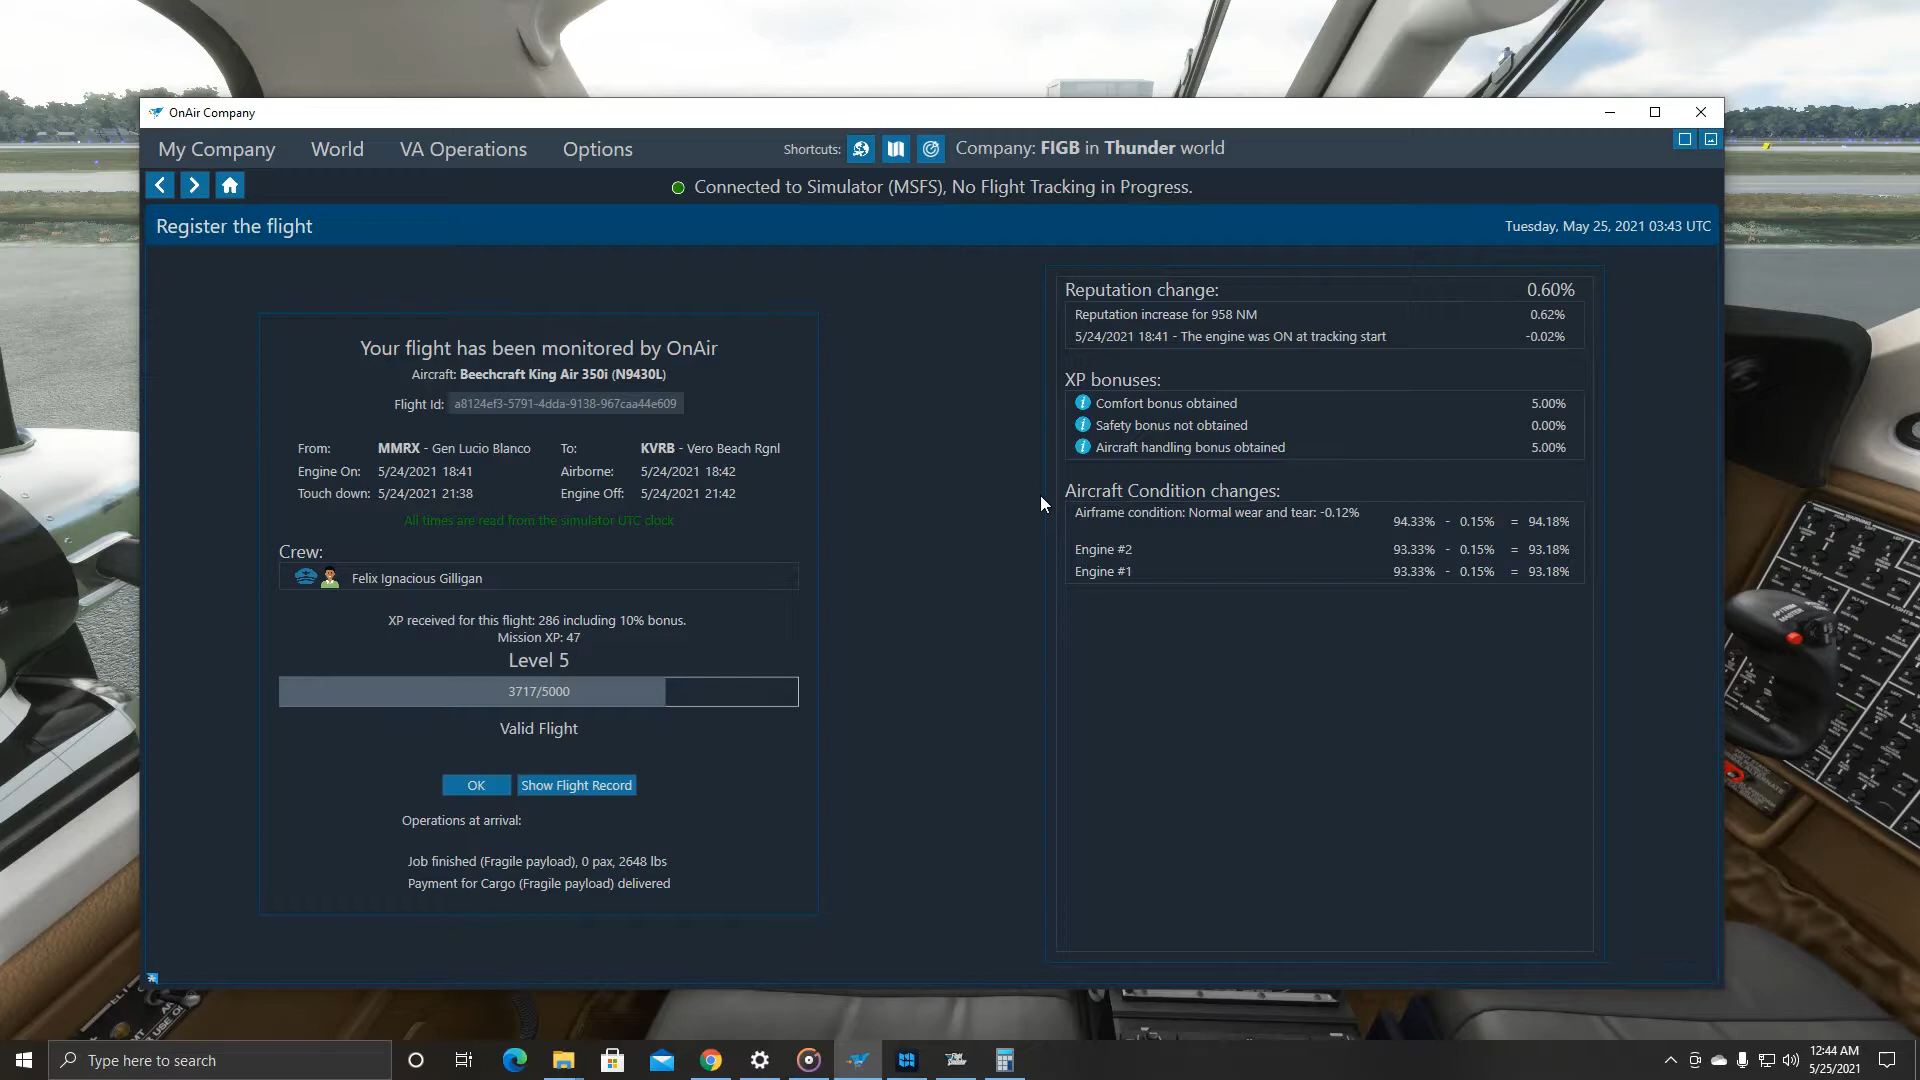 OnAir Company
My Company World VA Operations Options
Shortcuts: Company: FIGB in Thunder world
Connected to Simulator (MSFS), No Flight Tracking in Progress.
Register the flight
Tuesday, May 25, 2021 03:43 UTC
Your flight has been monitored by OnAir
Aircraft: Beechcraft King Air 350i (N9430L)
Flight Id: a8124ef3-5791-4dda-9138-967caa44e609
From: MMRX - Gen Lucio Blanco To: KVRB - Vero Beach Rgnl
Engine On: 5/24/2021 18:41 Airborne: 5/24/2021 18:42
Touch down: 5/24/2021 21:38 Engine Off: 5/24/2021 21:42
All times are read from the simulator UTC clock
Crew:
Felix Ignacious Gilligan
XP received for this flight: 286 including 10% bonus.
Mission XP: 47
Level 5
3717/5000
Valid Flight
OK Show Flight Record
Operations at arrival:
Job finished (Fragile payload), 0 pax, 2648 lbs
Payment for Cargo (Fragile payload) delivered
Reputation change: 0.60%
Reputation increase for 958 NM 0.62%
5/24/2021 18:41 - The engine was ON at tracking start -0.02%
XP bonuses:
Comfort bonus obtained 5.00%
Safety bonus not obtained 0.00%
Aircraft handling bonus obtained 5.00%
Aircraft Condition changes:
Airframe condition: Normal wear and tear: -0.12% 94.33% - 0.15% = 94.18%
Engine #2 93.33% - 0.15% = 93.18%
Engine #1 93.33% - 0.15% = 93.18%
Type here to search
12:44 AM
5/25/2021